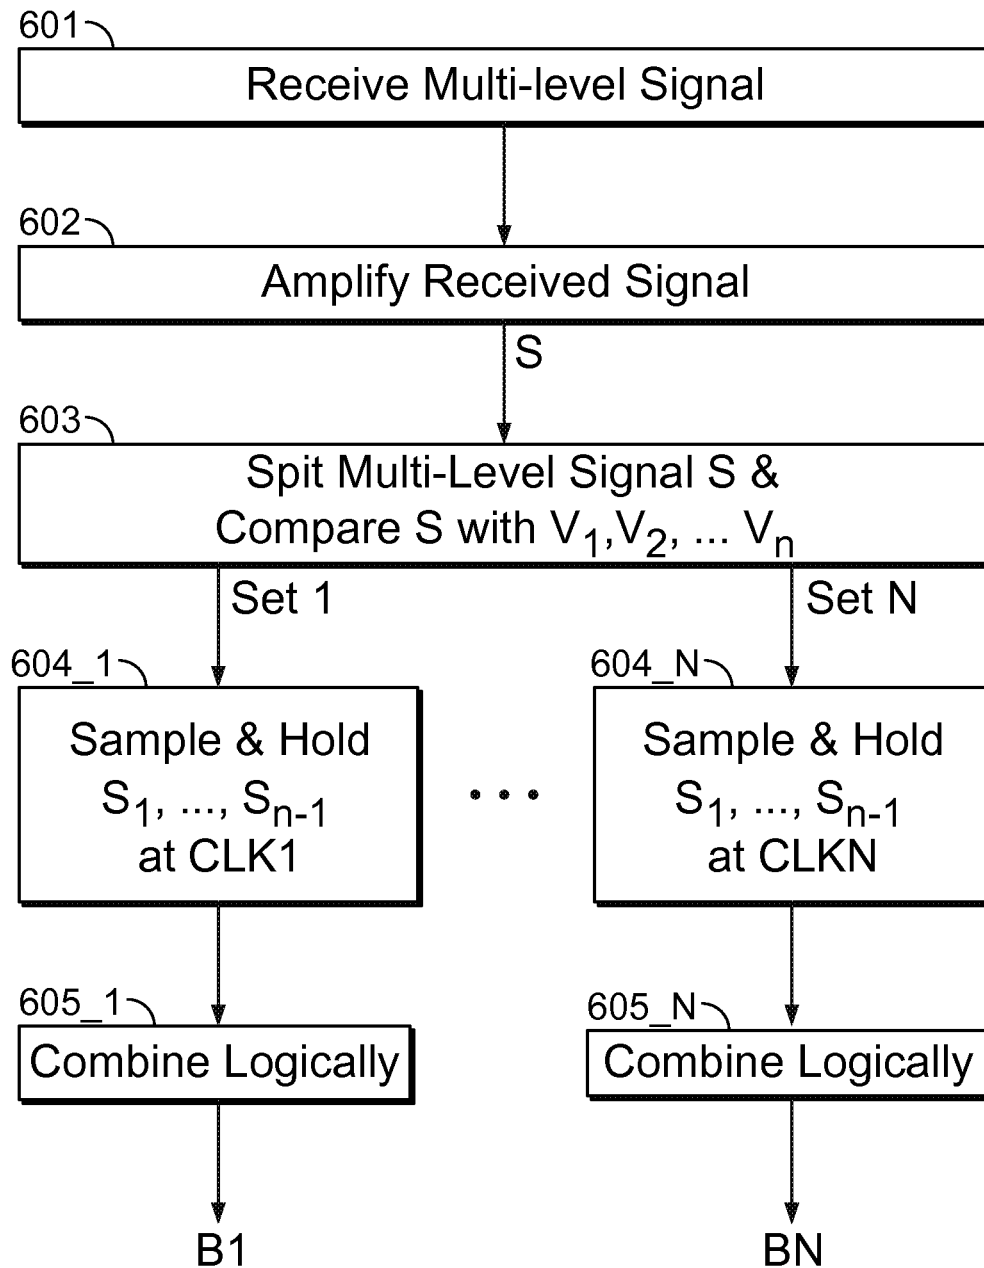 601
Receive Multi-level Signal
602
Amplify Received Signal
S
603
Spit Multi-Level Signal S &
Compare S with V1,V2, ... Vn
Set 1
Set N
604_1
604_N
Sample & Hold
S1, ..., Sn-1
at CLK1
...
Sample & Hold
S1, ..., Sn-1
at CLKN
605_1
605_N
Combine Logically
Combine Logically
B1
BN